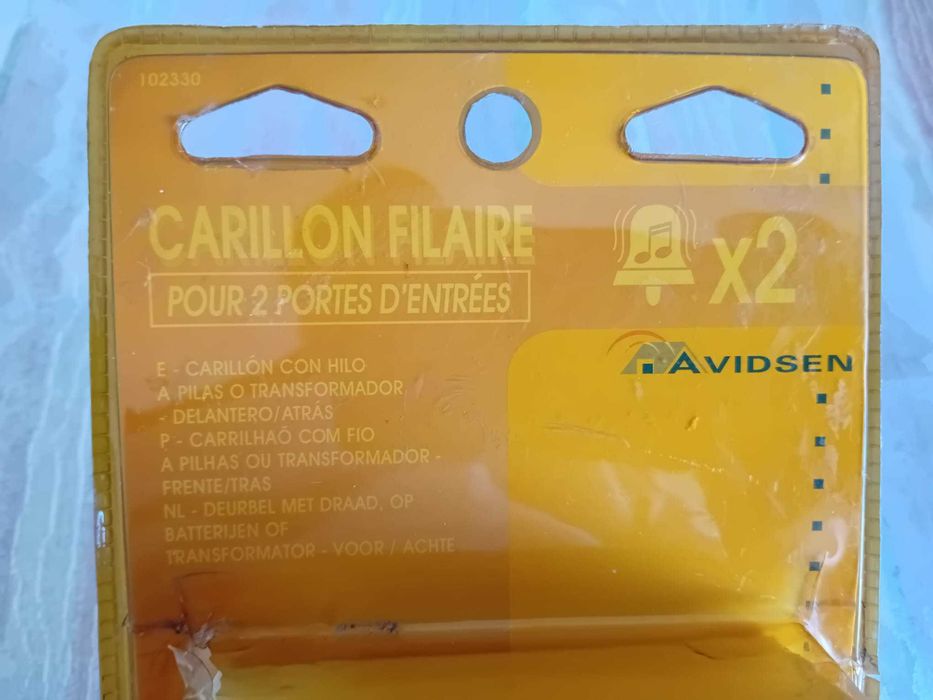 102330
CARILLON FILAIRE
POUR 2 PORTES D'ENTRÉES
x2
AVIDSEN
E - CARILLÓN CON HILO
A PILAS O TRANSFORMADOR
- DELANTERO/ATRÁS
P - CARRILHAÕ COM FIO
A PILHAS OU TRANSFORMADOR -
FRENTE/TRAS
NL - DEURBEL MET DRAAD, OP
BATTERIJEN OF
TRANSFORMATOR - VOOR / ACHTE